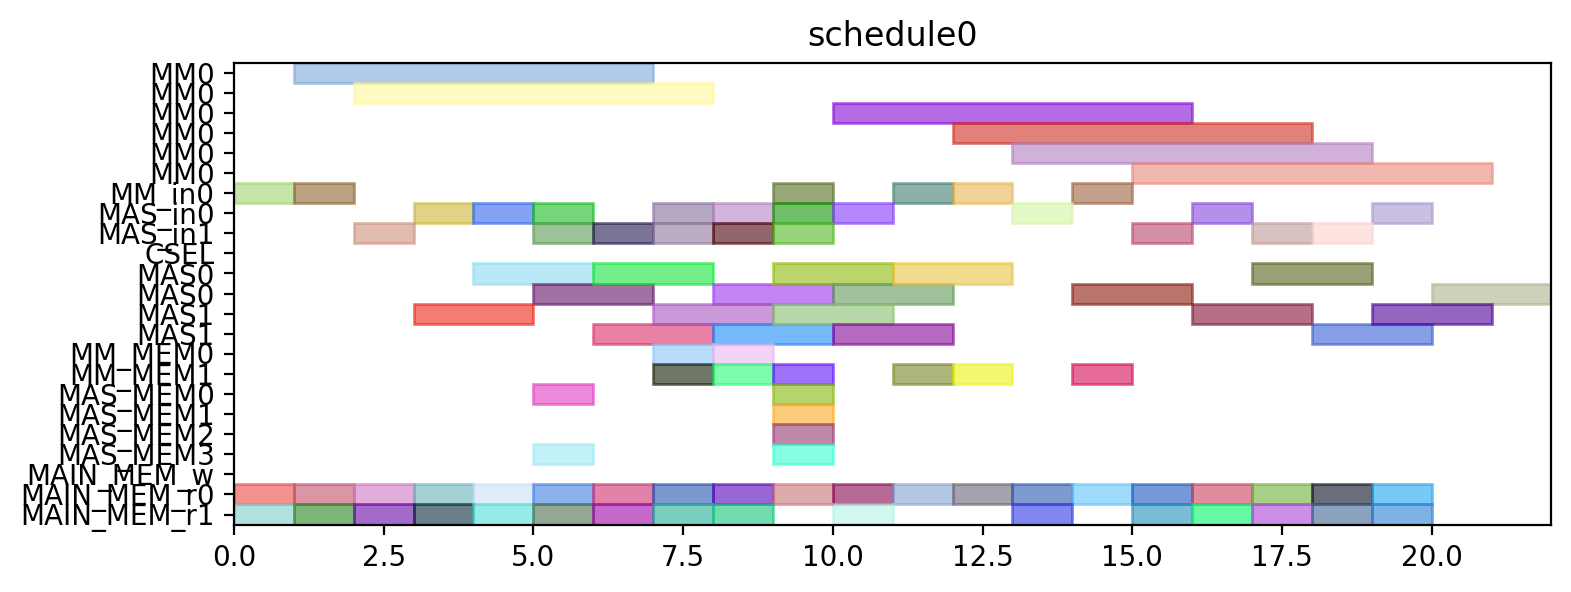 schedule0
MM0
MM0
MM0
MM0
MM0
MM0
MM_in0
MAS_in0
MAS_in1
CSEL
MAS0
MAS0
MAS1
MAS1
MM_MEM0
MM_MEM1
MAS_MEM0
MAS_MEM1
MAS_MEM2
MAS_MEM3
MAIN_MEM_w
MAIN_MEM_r0
MAIN_MEM_r1
0.0 2.5 5.0 7.5 10.0 12.5 15.0 17.5 20.0